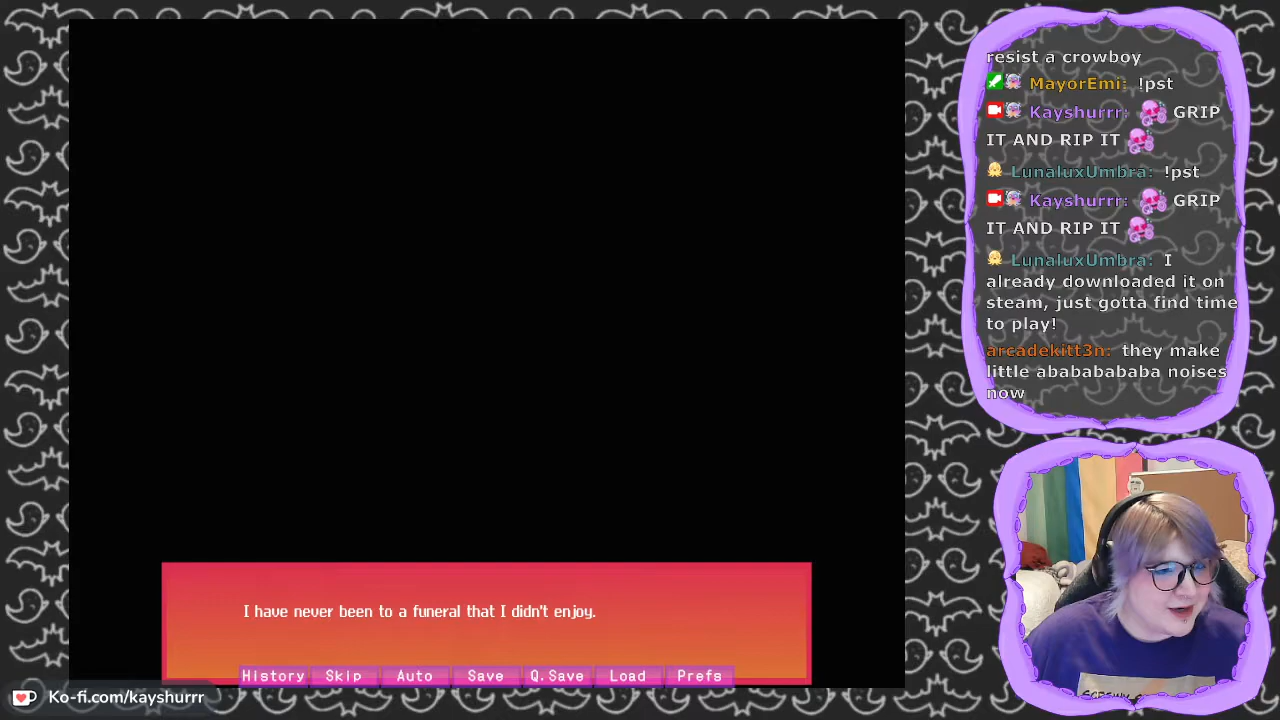 resist a crowboy
MayorEmi: !pst
Kayshurrr: GRIP
IT AND RIP IT
LunaluxUmbra: !pst
Kayshurrr: GRIP
IT AND RIP IT
LunaluxUmbra: I
already downloaded it on
steam, just gotta find time
to play!
arcadekitt3n: they make
little ababababababa noises
now
I have never been to a funeral that I didn't enjoy.
History Skip Auto Save Q.Save Load Prefs
Ko-fi.com/kayshurrr